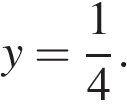 y = 1/4.